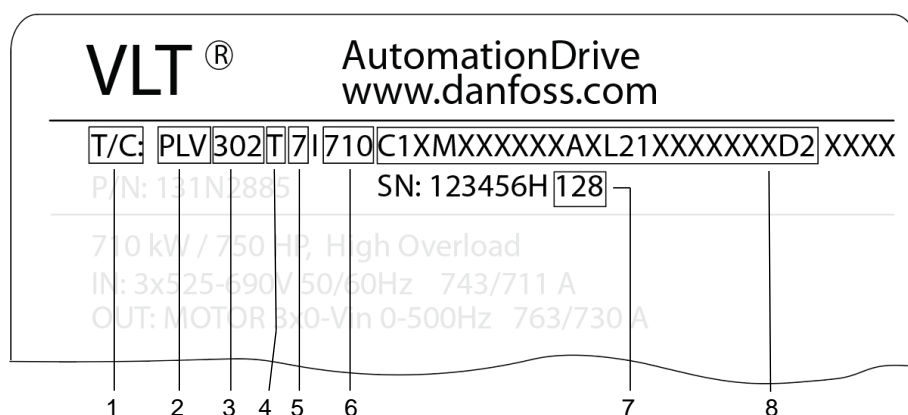 VLT ® AutomationDrive
www.danfoss.com
T/C: PLV302T7I710C1XMXXXXXXAXL21XXXXXXXD2 XXXX
P/N: 131N2885 SN: 123456H128
710 kW / 750 HP, High Overload
IN: 3x525-690V 50/60Hz 743/711 A
OUT: MOTOR 3x0-Vin 0-500Hz 763/730 A
1 2 3 4 5 6 7 8